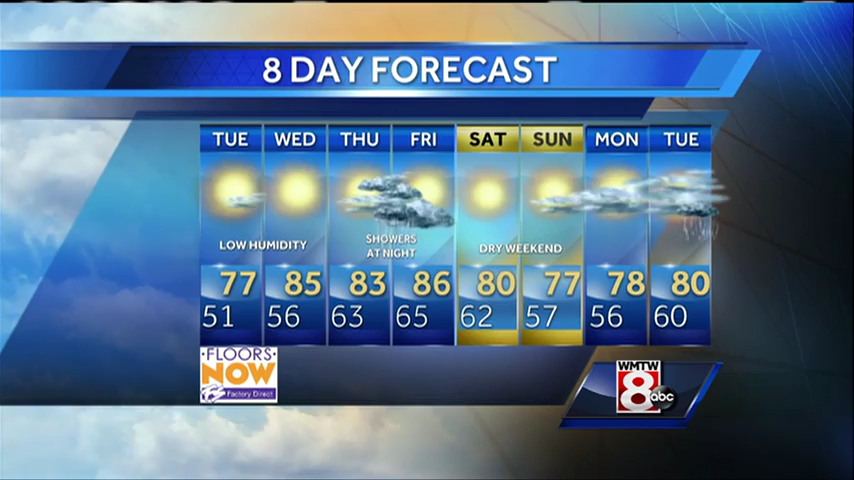 8 DAY FORECAST
TUE WED THU FRI SAT SUN MON TUE
LOW HUMIDITY
SHOWERS
AT NIGHT
DRY WEEKEND
77 85 83 86 80 77 78 80
51 56 63 65 62 57 56 60
FLOORS
NOW
Factory Direct
WMTW
8
abc